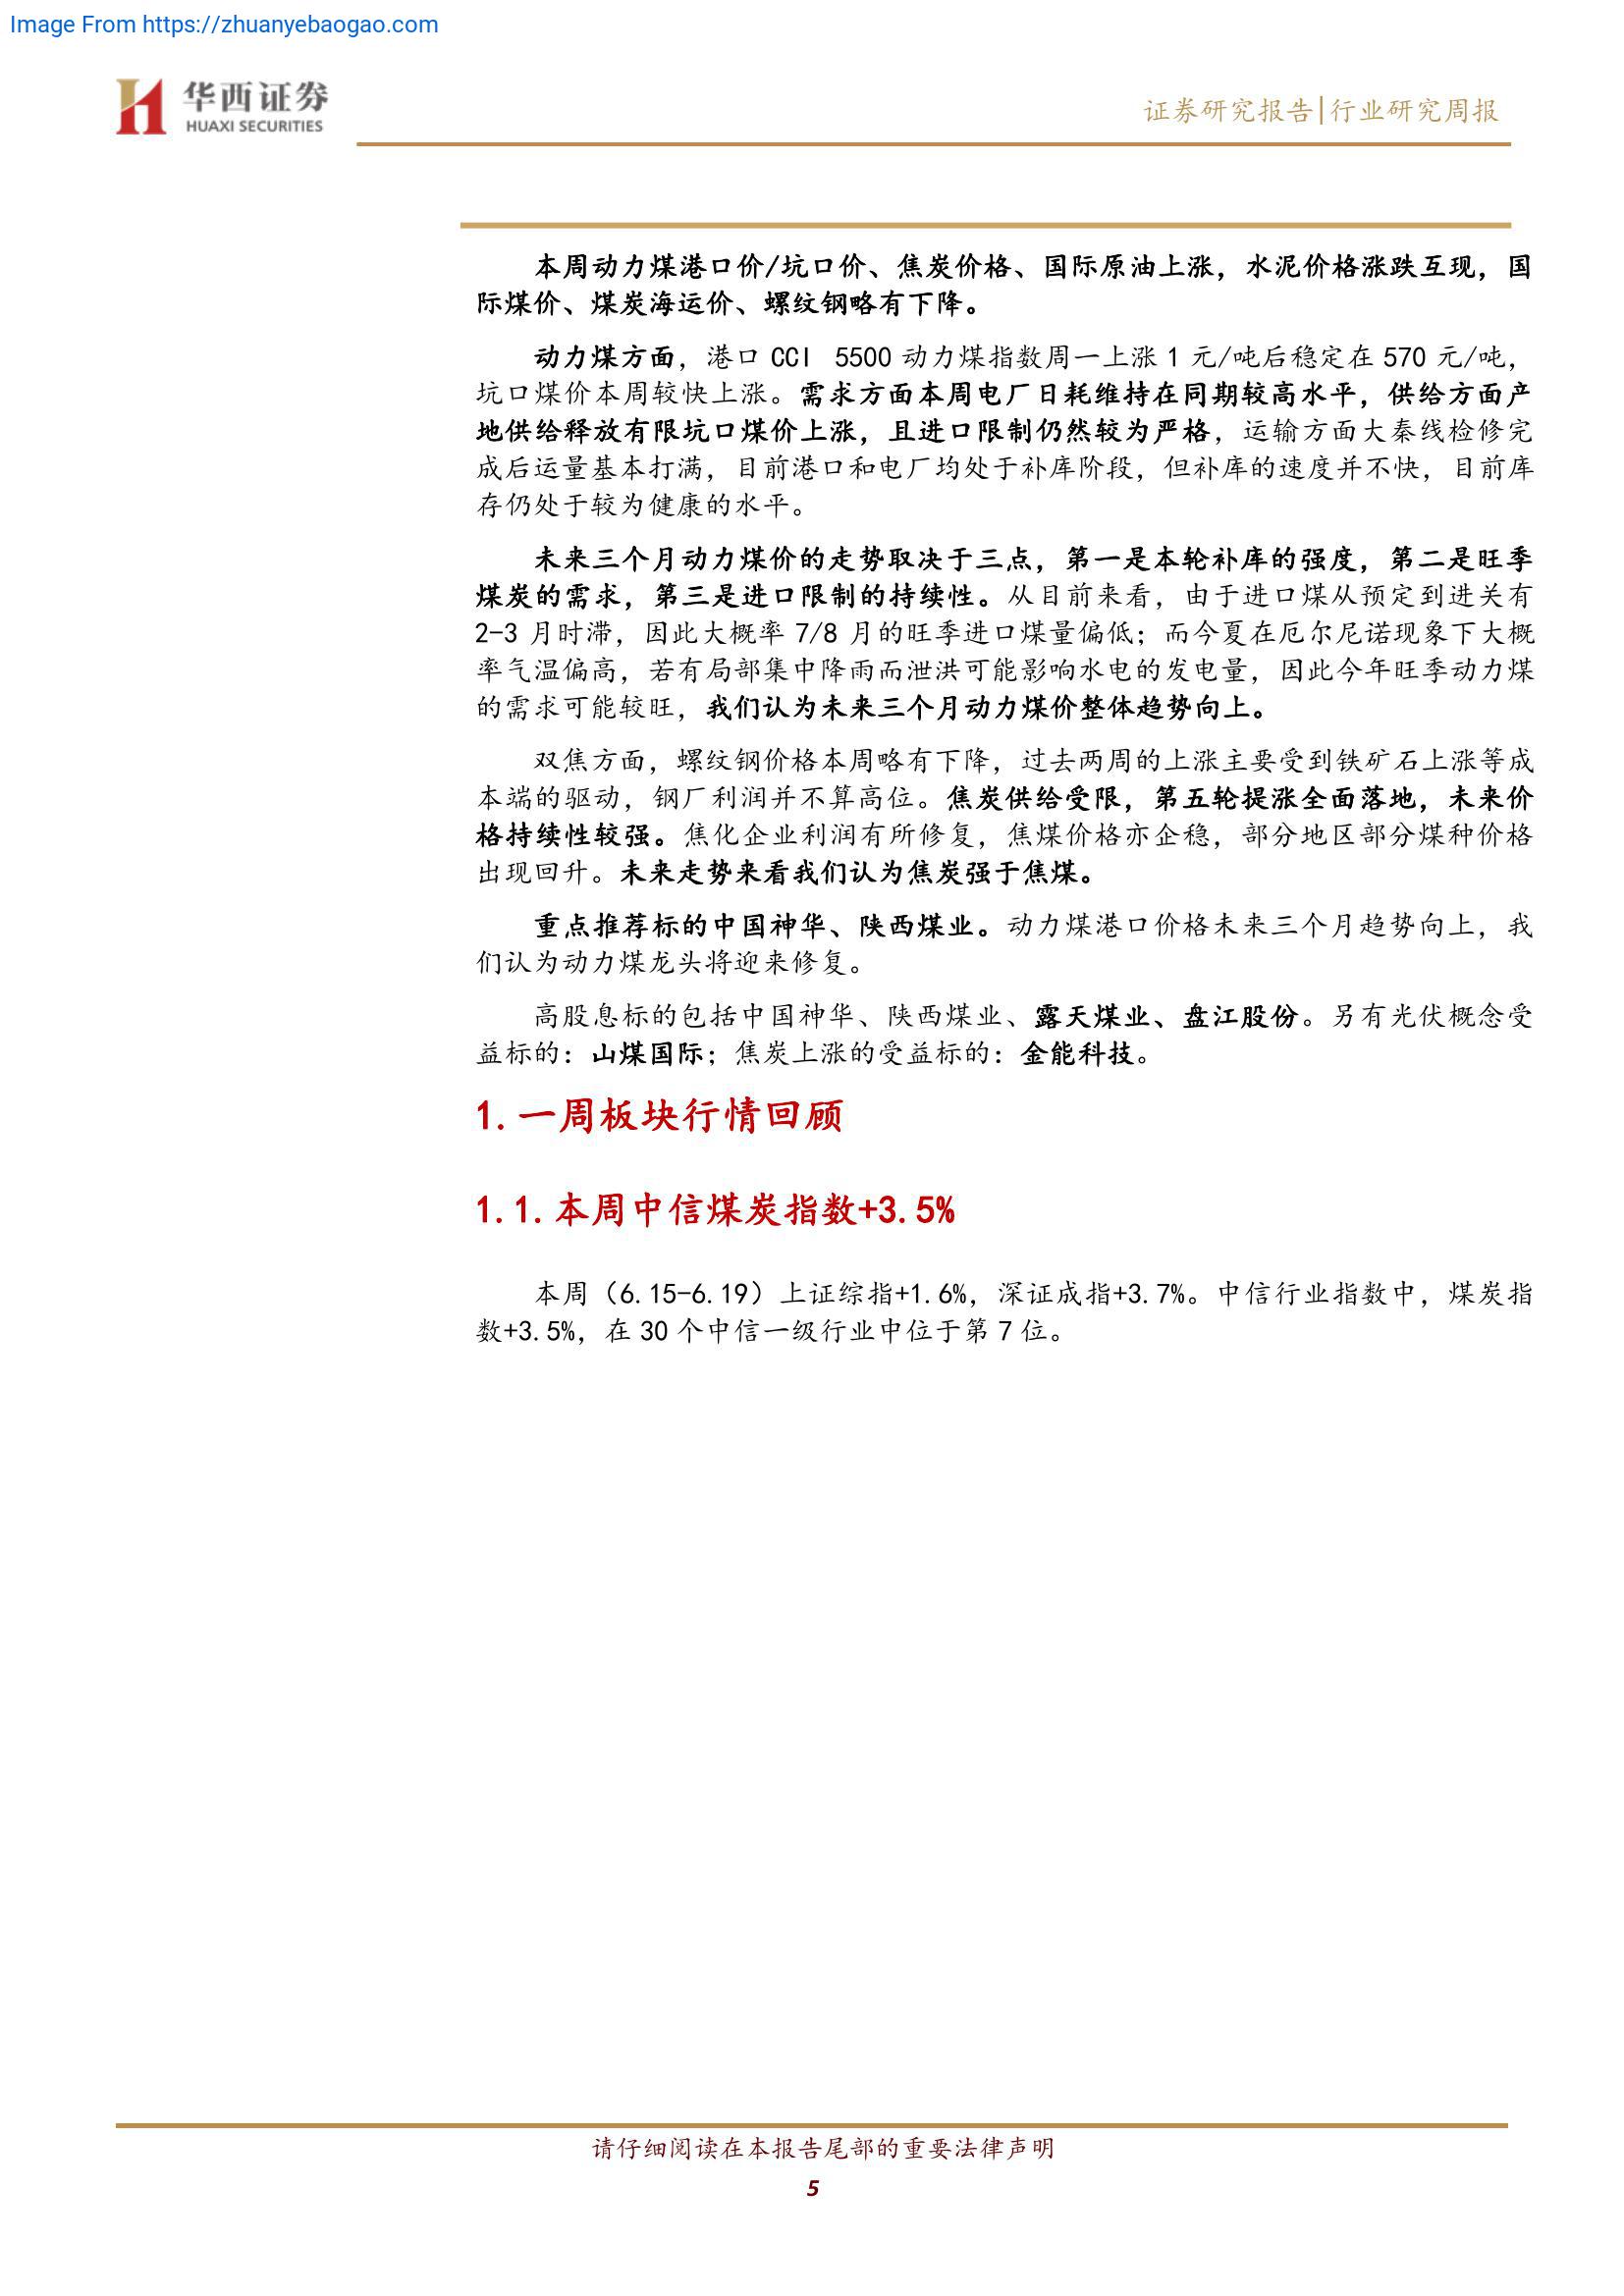 Image From https://zhuanyebaogao.com
华西证券
HUAXI SECURITIES
证券研究报告|行业研究周报
本周动力煤港口价/坑口价、焦炭价格、国际原油上涨，水泥价格涨跌互现，国
际煤价、煤炭海运价、螺纹钢略有下降。
动力煤方面，港口 CCI 5500 动力煤指数周一上涨 1 元/吨后稳定在 570 元/吨，
坑口煤价本周较快上涨。需求方面本周电厂日耗维持在同期较高水平，供给方面产
地供给释放有限坑口煤价上涨，且进口限制仍然较为严格，运输方面大秦线检修完
成后运量基本打满，目前港口和电厂均处于补库阶段，但补库的速度并不快，目前库
存仍处于较为健康的水平。
未来三个月动力煤价的走势取决于三点，第一是本轮补库的强度，第二是旺季
煤炭的需求，第三是进口限制的持续性。从目前来看，由于进口煤从预定到进关有
2-3 月时滞，因此大概率 7/8 月的旺季进口煤量偏低；而今夏在厄尔尼诺现象下大概
率气温偏高，若有局部集中降雨而泄洪可能影响水电的发电量，因此今年旺季动力煤
的需求可能较旺，我们认为未来三个月动力煤价整体趋势向上。
双焦方面，螺纹钢价格本周略有下降，过去两周的上涨主要受到铁矿石上涨等成
本端的驱动，钢厂利润并不算高位。焦炭供给受限，第五轮提涨全面落地，未来价
格持续性较强。焦化企业利润有所修复，焦煤价格亦企稳，部分地区部分煤种价格
出现回升。未来走势来看我们认为焦炭强于焦煤。
重点推荐标的中国神华、陕西煤业。动力煤港口价格未来三个月趋势向上，我
们认为动力煤龙头将迎来修复。
高股息标的包括中国神华、陕西煤业、露天煤业、盘江股份。另有光伏概念受
益标的：山煤国际；焦炭上涨的受益标的：金能科技。
1.一周板块行情回顾
1.1.本周中信煤炭指数+3.5%
本周（6.15-6.19）上证综指+1.6%，深证成指+3.7%。中信行业指数中，煤炭指
数+3.5%，在 30 个中信一级行业中位于第 7 位。
请仔细阅读在本报告尾部的重要法律声明
5